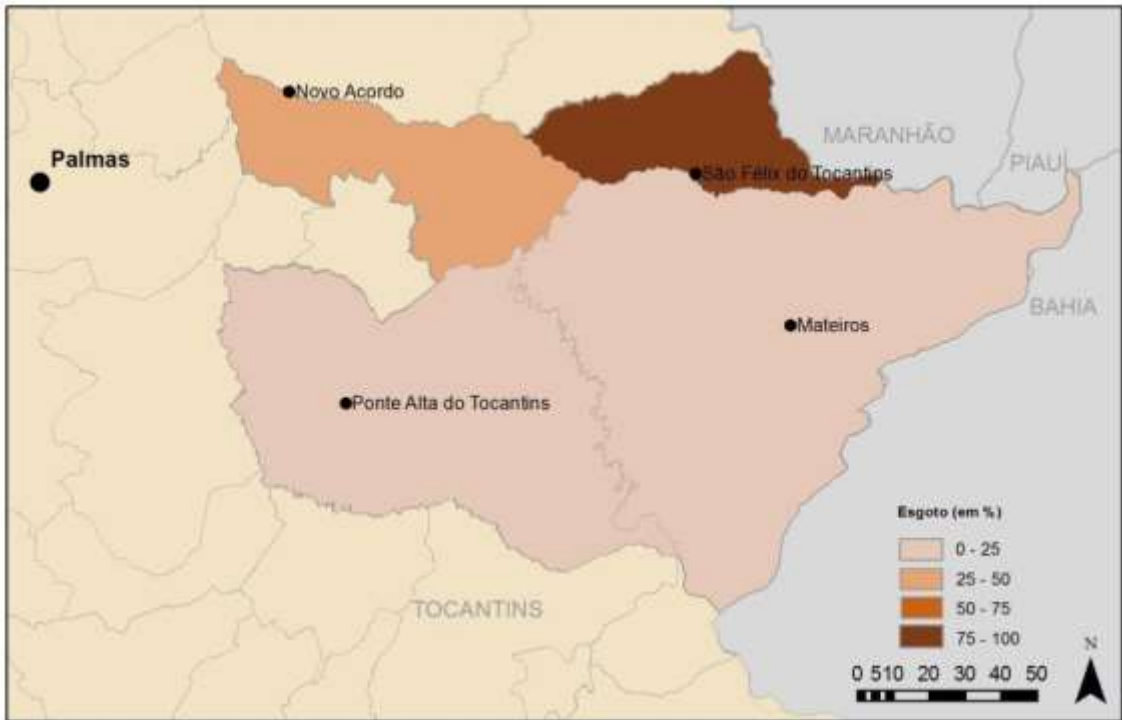 Novo Acordo
Palmas
MARANHÃO
PIAUÍ
São Félix do Tocantins
BAHIA
Mateiros
Ponte Alta do Tocantins
Esgoto (em %)
0 - 25
25 - 50
50 - 75
75 - 100
TOCANTINS
N
0 510 20 30 40 50